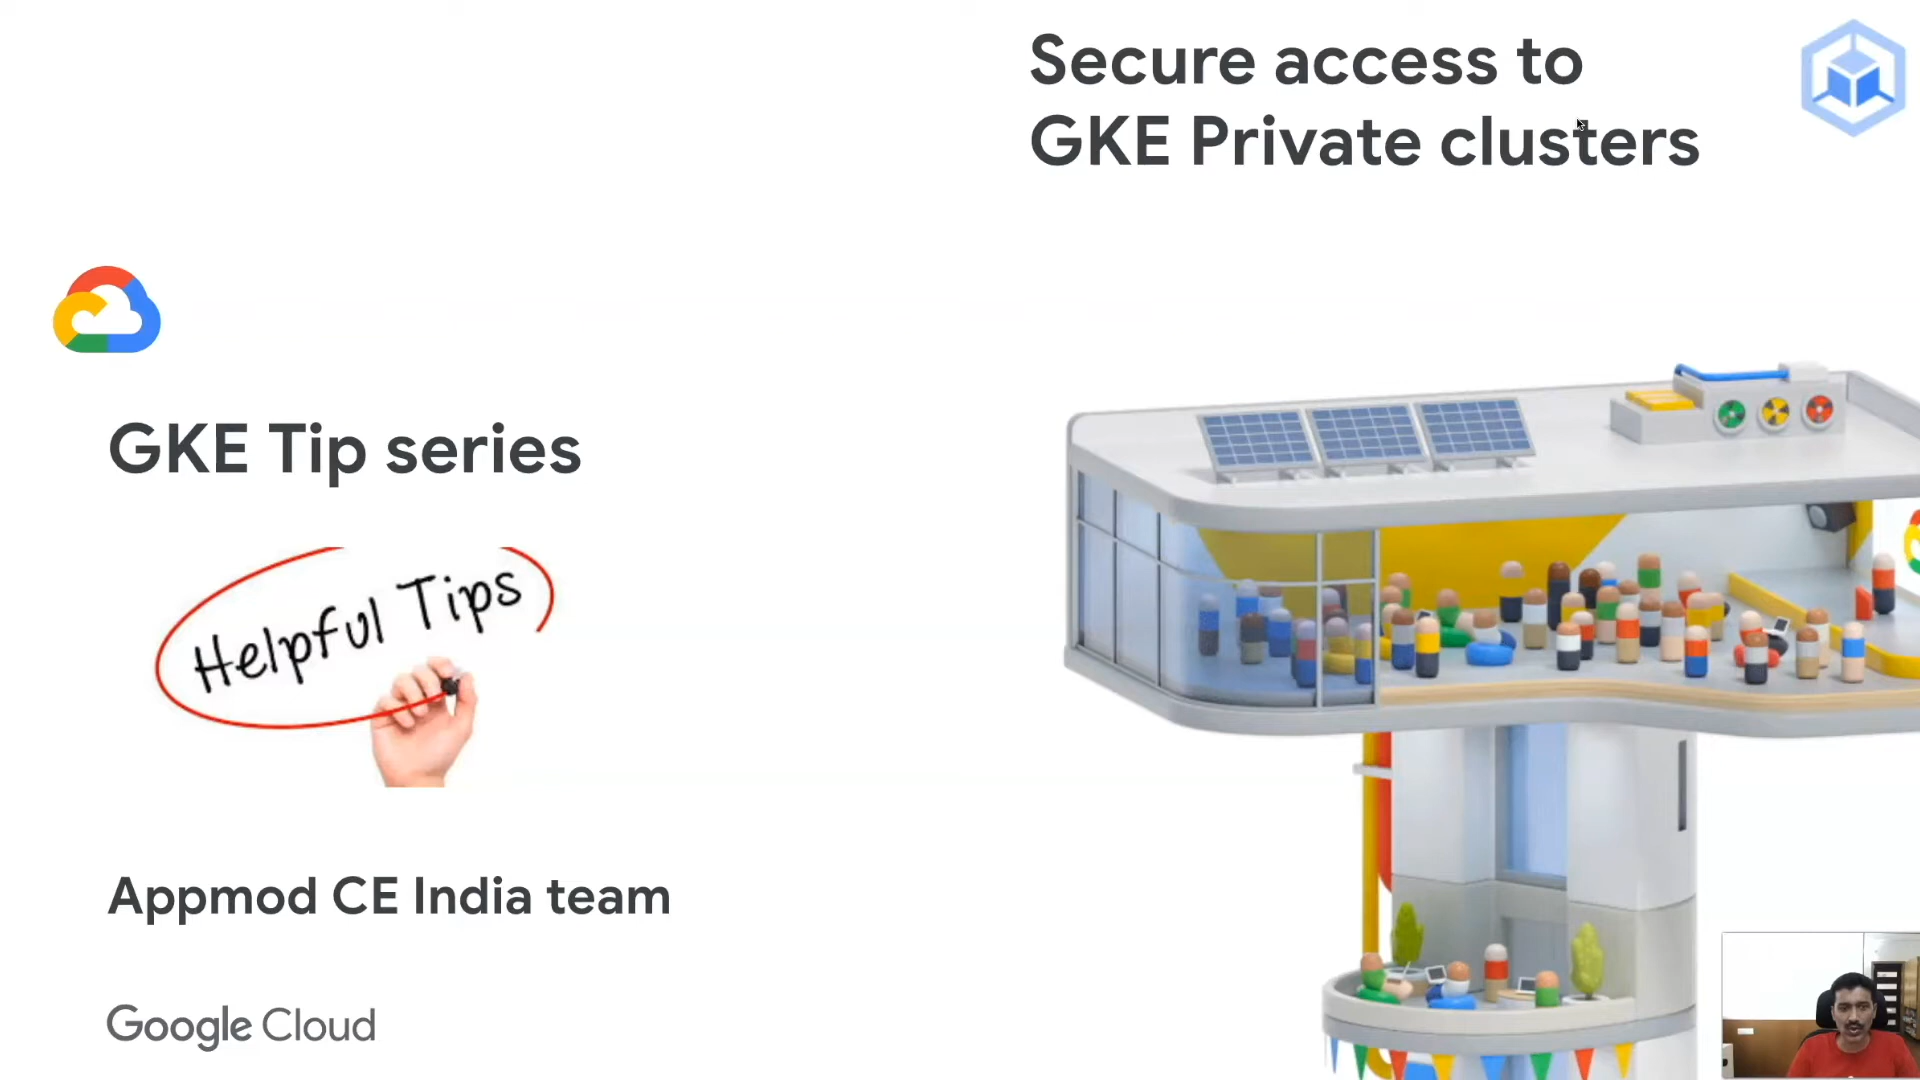 Secure access to
GKE Private clusters
GKE Tip series
Helpful Tips
Appmod CE India team
Google Cloud